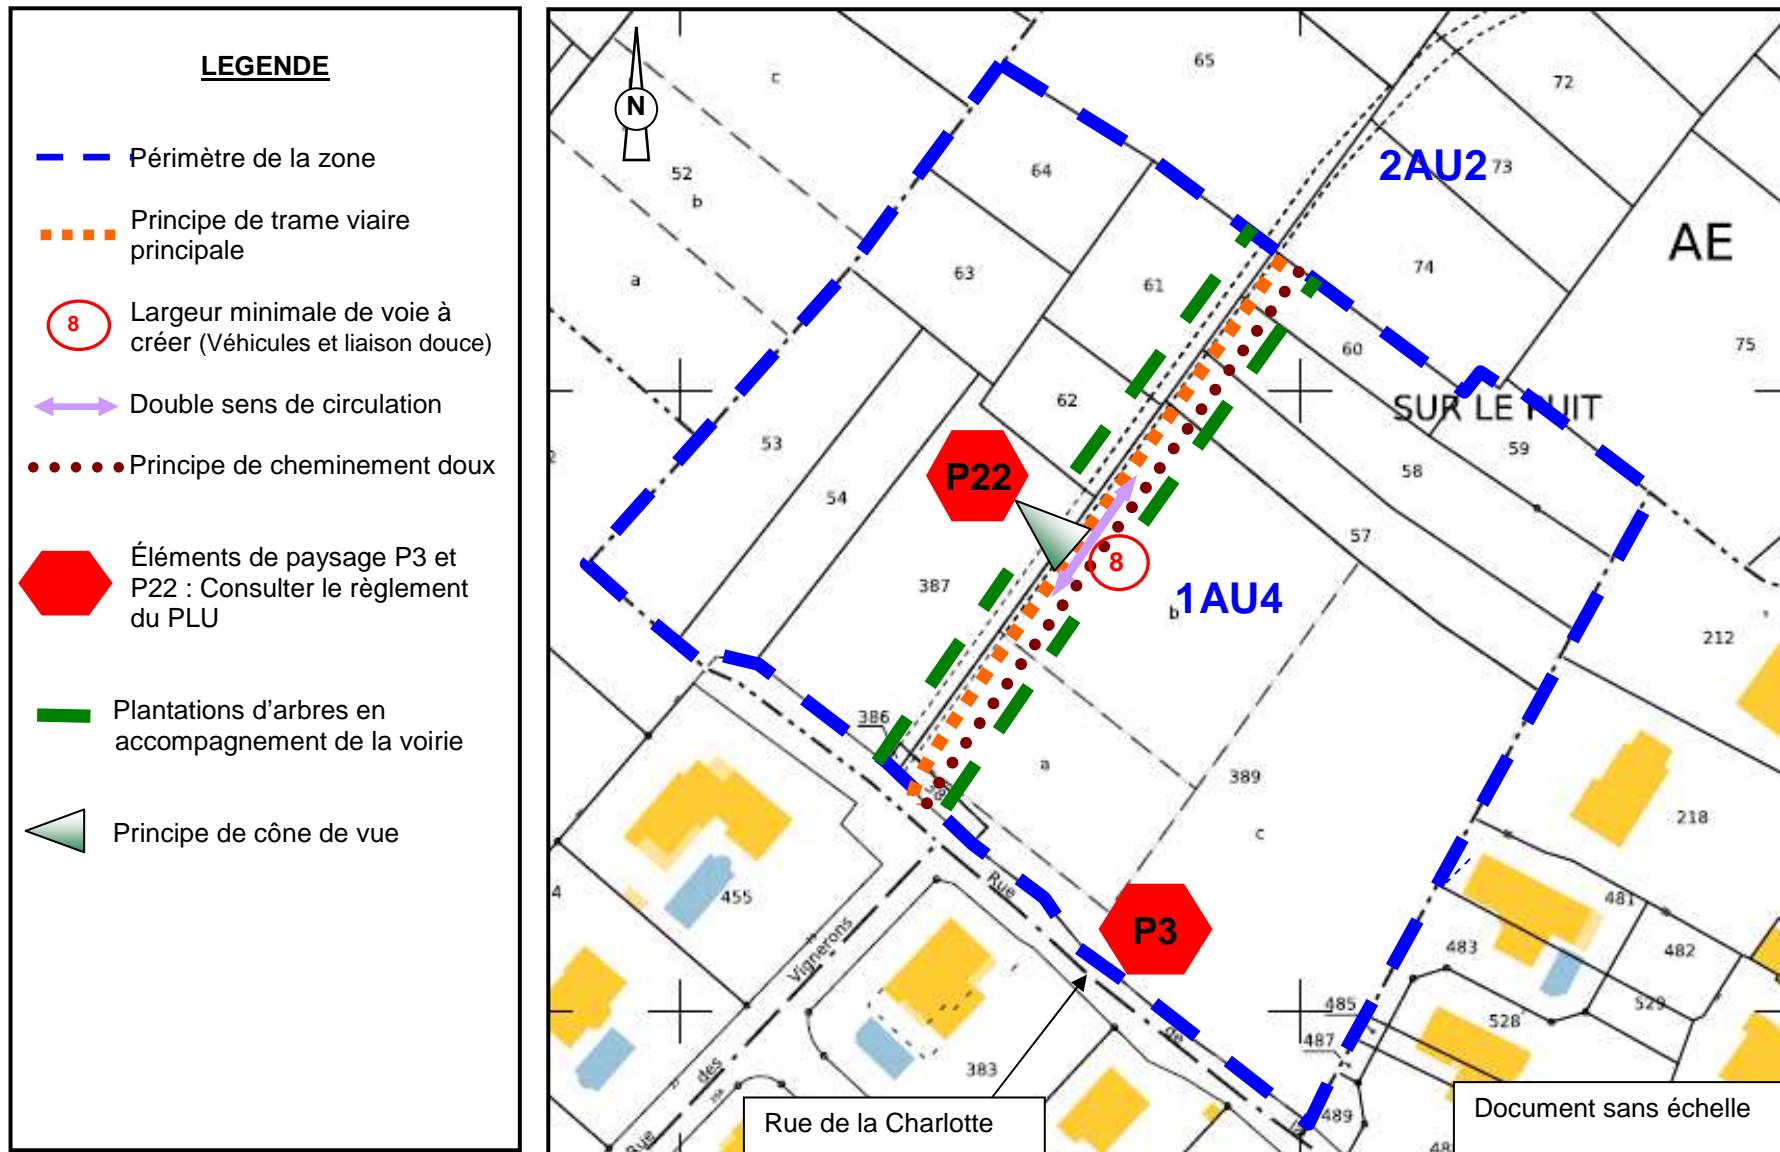 LEGENDE
Périmètre de la zone
Principe de trame viaire
principale
8
Largeur minimale de voie à
créer (Véhicules et liaison douce)
Double sens de circulation
Principe de cheminement doux
Éléments de paysage P3 et
P22 : Consulter le règlement
du PLU
Plantations d'arbres en
accompagnement de la voirie
Principe de cône de vue
N
65
72
c
2AU2
73
64
52
b
AE
74
63
61
a
75
60
62
SUR LE PUIT
53
59
58
54
P22
57
8
387
1AU4
b
212
386
a
389
218
c
Rue
455
481
P3
483
482
Vignerons
485
529
528
de
487
383
des
489
Rue
Rue de la Charlotte
Document sans échelle